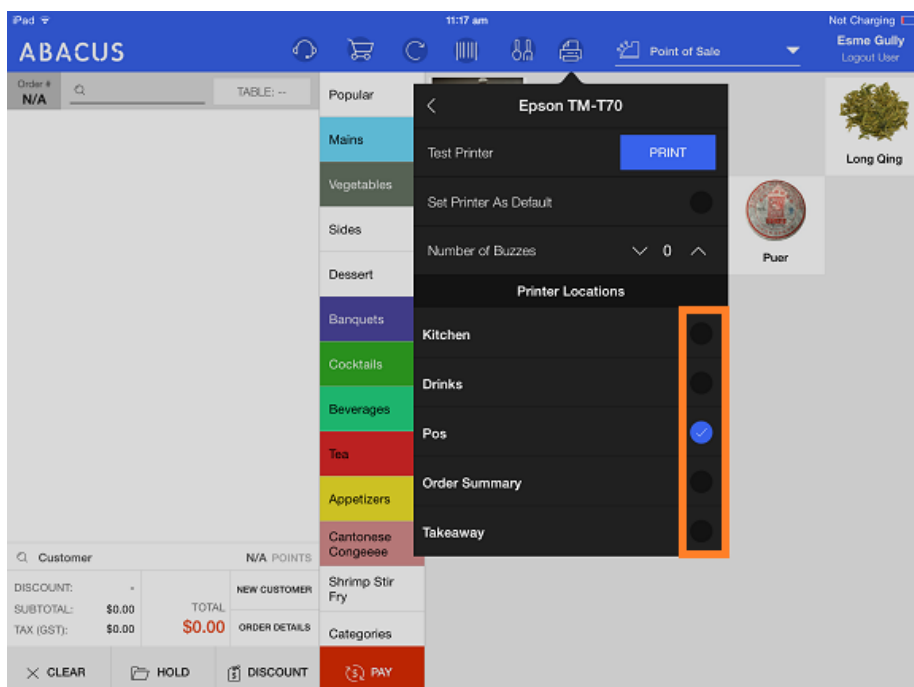 iPad
11:17 am
Not Charging
ABACUS
Point of Sale
Esme Gully
Logout User
Order #
N/A
TABLE: --
Popular
Mains
Vegetables
Sides
Dessert
Banquets
Cocktails
Beverages
Tea
Appetizers
Cantonese
Congeeee
Shrimp Stir
Fry
Categories
Epson TM-T70
Test Printer
PRINT
Set Printer As Default
Number of Buzzes
0
Printer Locations
Kitchen
Drinks
Pos
Order Summary
Takeaway
Long Qing
Puer
Customer
N/A POINTS
DISCOUNT: -
SUBTOTAL: $0.00
TAX (GST): $0.00
TOTAL
$0.00
NEW CUSTOMER
ORDER DETAILS
CLEAR
HOLD
DISCOUNT
PAY